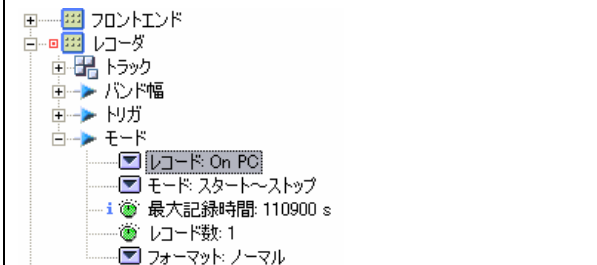 フロントエンド
レコーダ
トラック
バンド幅
トリガ
モード
レコード: On PC
モード: スタート～ストップ
最大記録時間: 110900 s
レコード数: 1
フォーマット: ノーマル